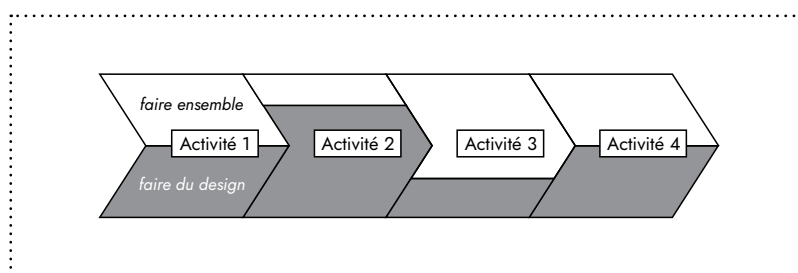 faire ensemble
Activité 1
Activité 2
Activité 3
Activité 4
faire du design